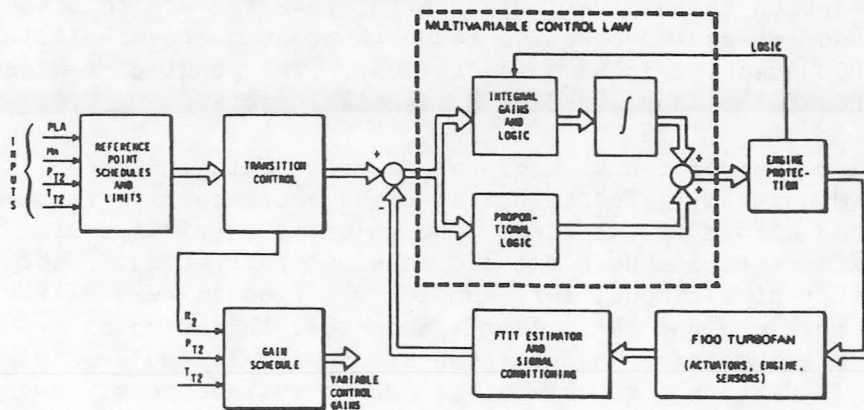 MULTIVARIABLE CONTROL LAW
LOGIC
INPUT
PLA
Mn
PT2
TT2
REFERENCE
POINT
SCHEDULES
AND
LIMITS
TRANSITION
CONTROL
+
-
INTEGRAL
GAINS
AND
LOGIC
∫
PROPOR-
TIONAL
LOGIC
+
+
ENGINE
PROTEC-
TION
R2
PT2
TT2
GAIN
SCHEDULE
VARIABLE
CONTROL
GAINS
FTIT ESTIMATOR
AND
SIGNAL
CONDITIONING
F100 TURBOFAN
(ACTUATORS, ENGINE,
SENSORS)